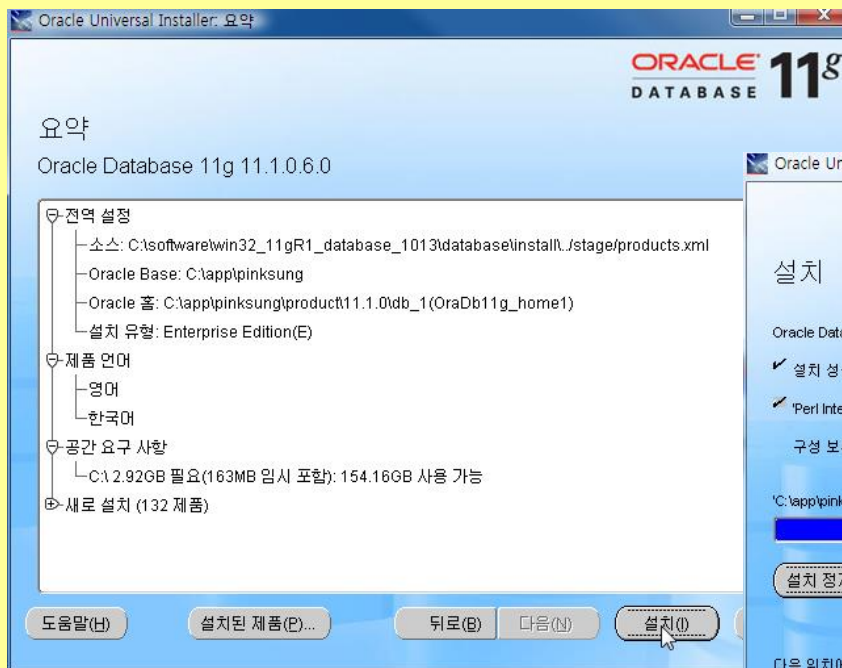 Oracle Universal Installer: 요약
ORACLE
DATABASE 11g
요약
Oracle Database 11g 11.1.0.6.0
전역 설정
소스: C:\software\win32_11gR1_database_1013\database\install\../stage/products.xml
Oracle Base: C:\app\pinksung
Oracle 홈: C:\app\pinksung\product\11.1.0\db_1(OraDb11g_home1)
설치 유형: Enterprise Edition(E)
제품 언어
영어
한국어
공간 요구 사항
C:\ 2.92GB 필요(163MB 임시 포함): 154.16GB 사용 가능
새로 설치 (132 제품)
도움말(H)
설치된 제품(P)...
뒤로(B)
다음(N)
설치(I)
Oracle Un
설치
Oracle Data
설치 성
'Perl Inte
구성 보
'C:\app\pink
설치 정지
다음 위치에